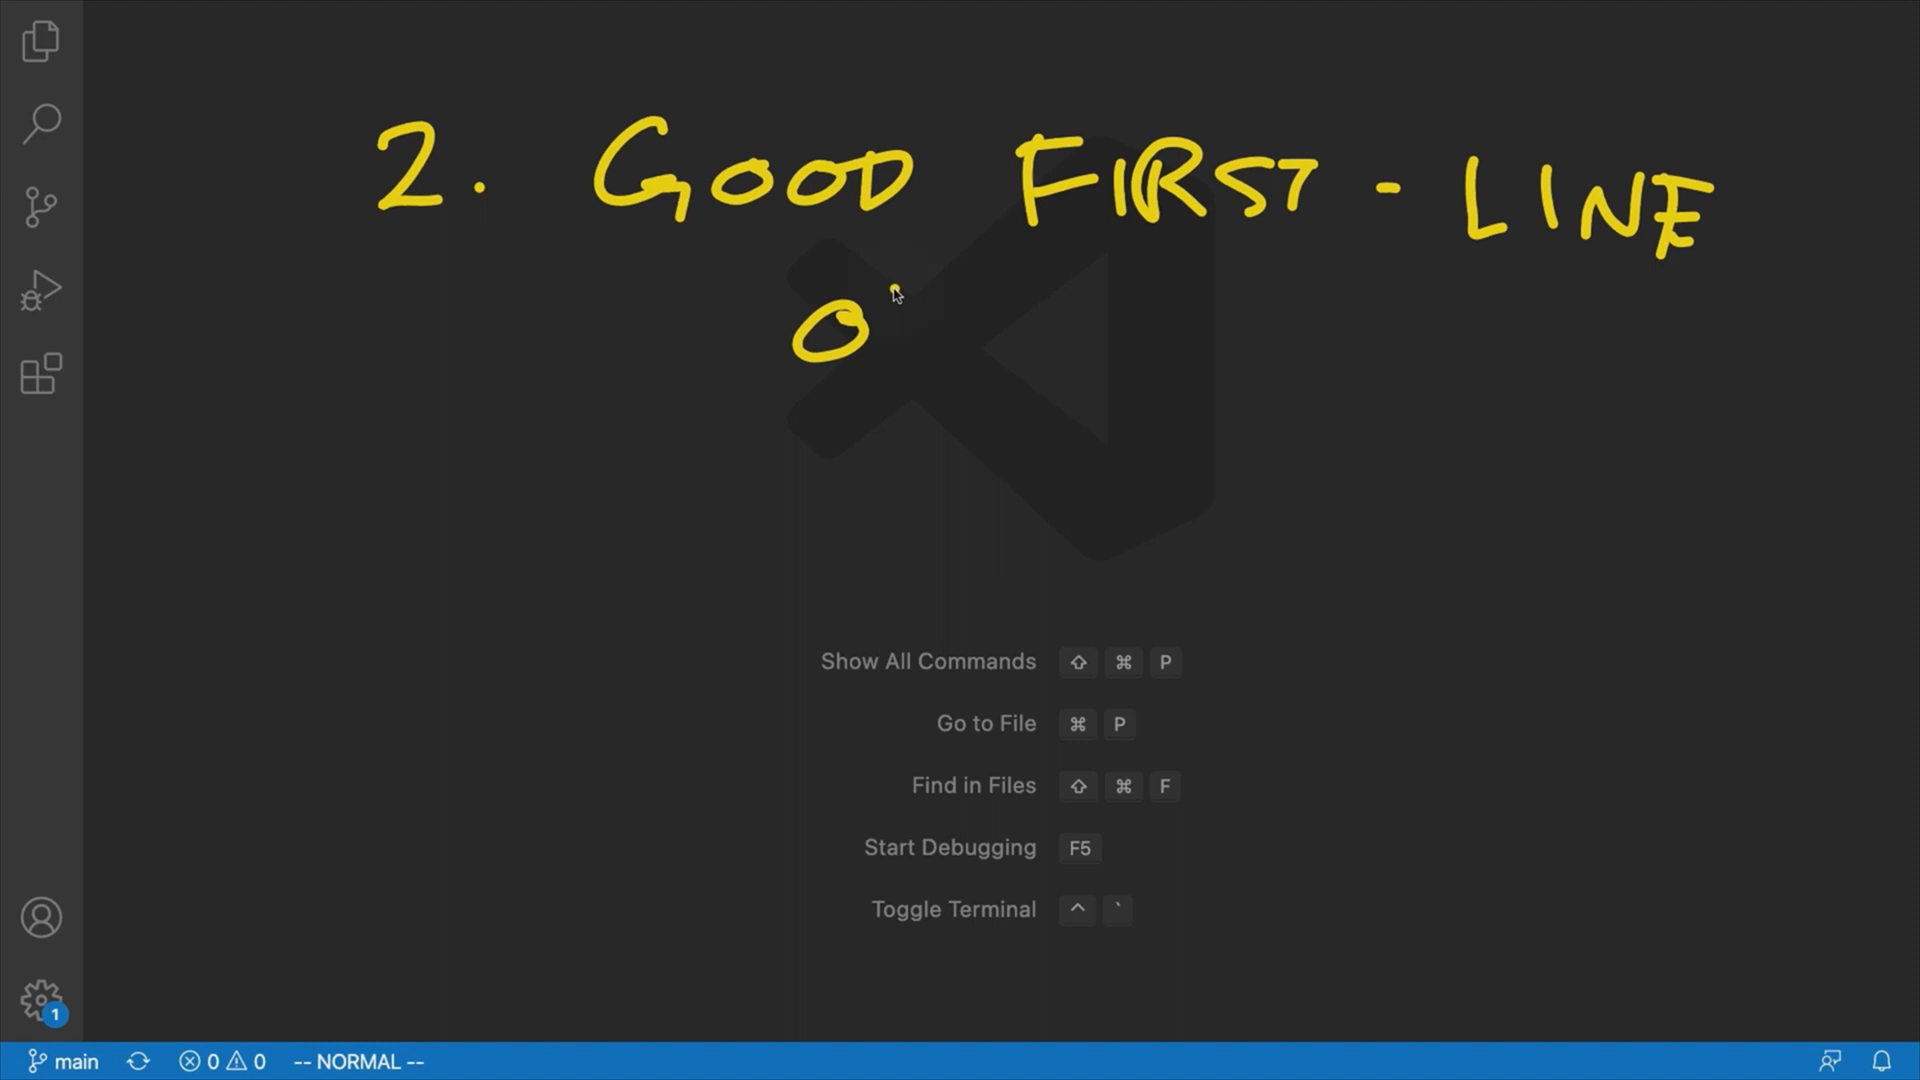 2. GOOD FIRST - LINE
O
Show All Commands ⇧ ⌘ P
Go to File ⌘ P
Find in Files ⇧ ⌘ F
Start Debugging F5
Toggle Terminal ^ `
1
main 0 0 -- NORMAL --